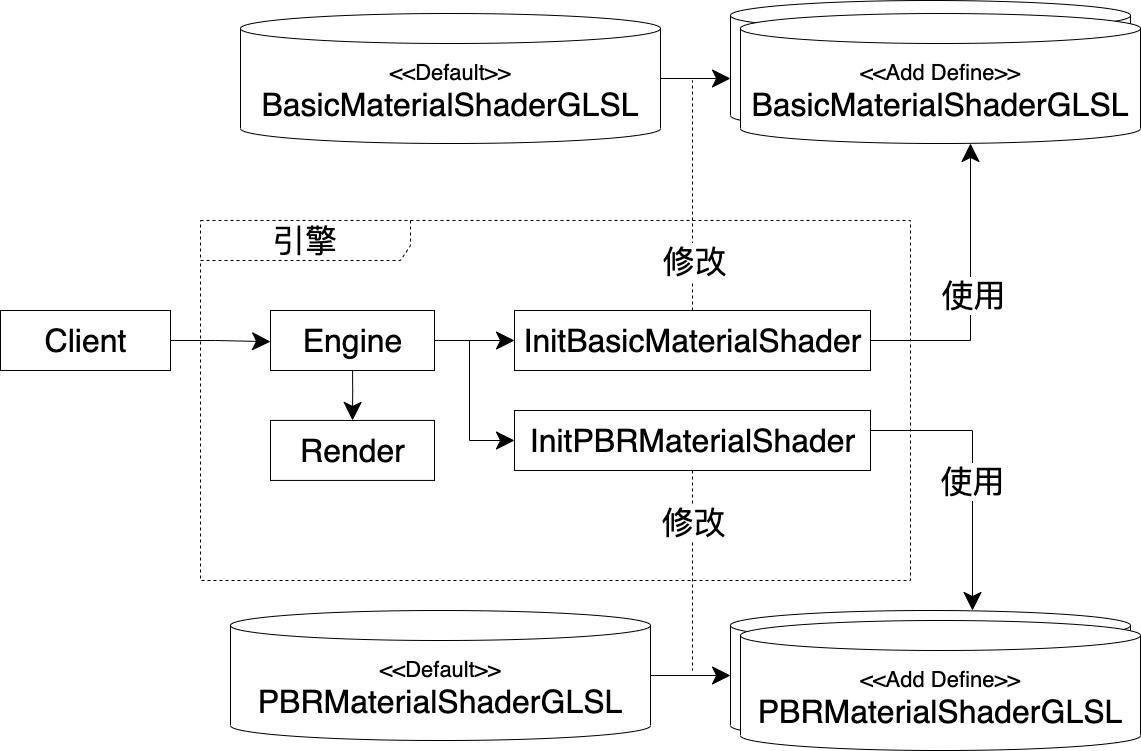 <<Default>>
BasicMaterialShaderGLSL
<<Add Define>>
BasicMaterialShaderGLSL
引擎
修改
使用
Client
Engine
InitBasicMaterialShader
Render
InitPBRMaterialShader
使用
修改
<<Default>>
PBRMaterialShaderGLSL
<<Add Define>>
PBRMaterialShaderGLSL